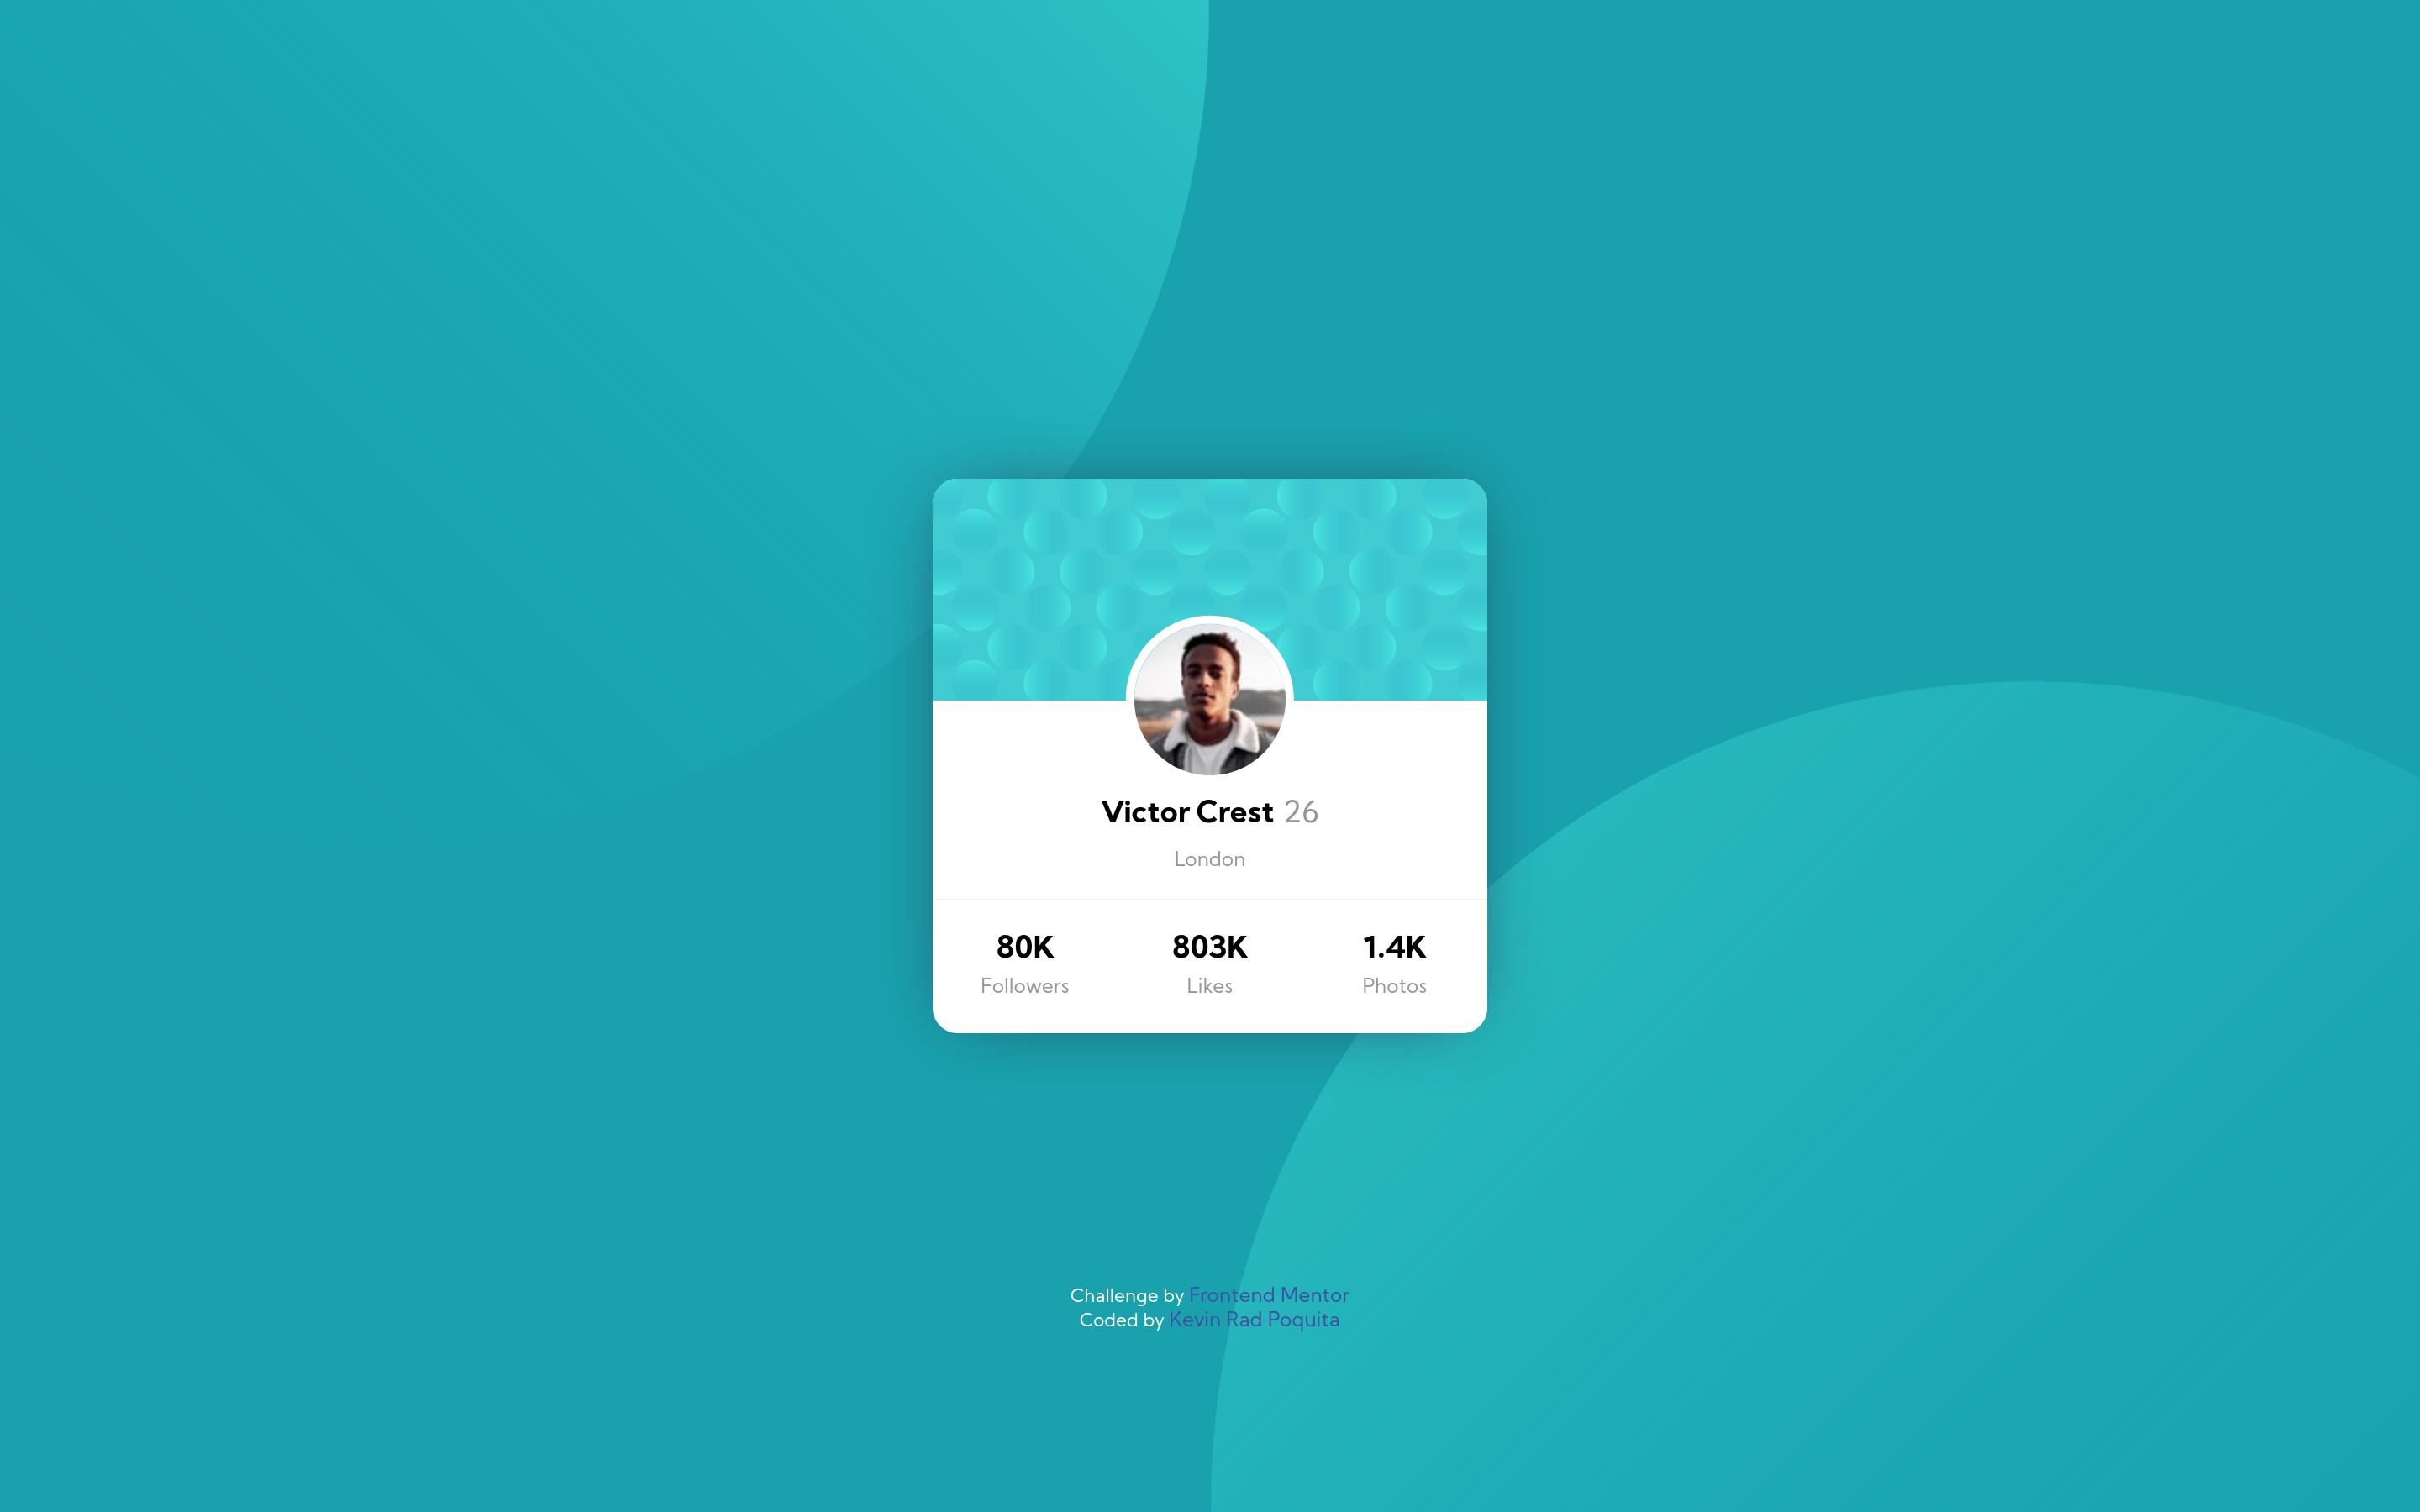 Victor Crest 26
London
80K 803K 1.4K
Followers Likes Photos
Challenge by Frontend Mentor
Coded by Kevin Rad Poquita